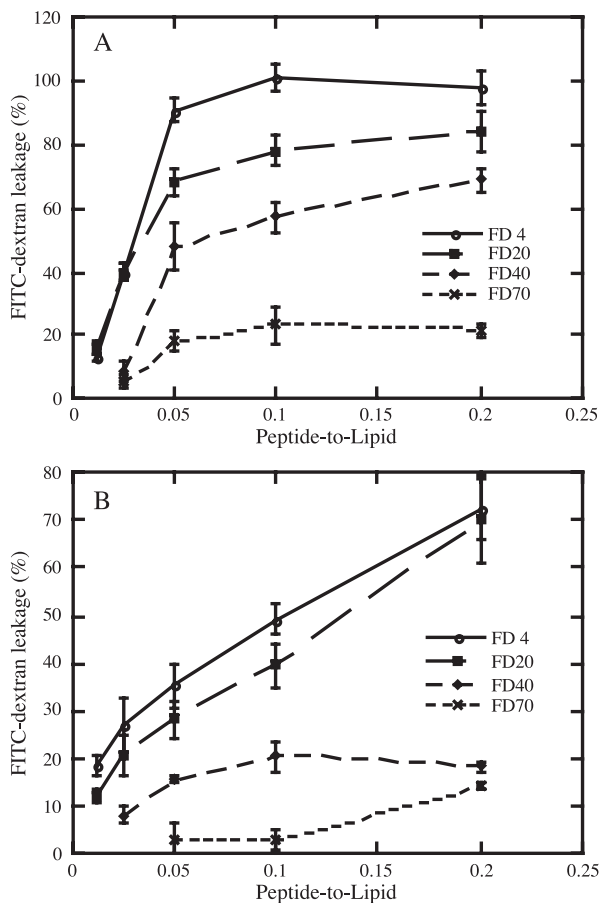 A
FITC-dextran leakage (%)
120
100
80
60
40
20
0
FD 4
FD20
FD40
FD70
0 0.05 0.1 0.15 0.2 0.25
Peptide-to-Lipid
B
FITC-dextran leakage (%)
80
70
60
50
40
30
20
10
0
FD 4
FD20
FD40
FD70
0 0.05 0.1 0.15 0.2 0.25
Peptide-to-Lipid